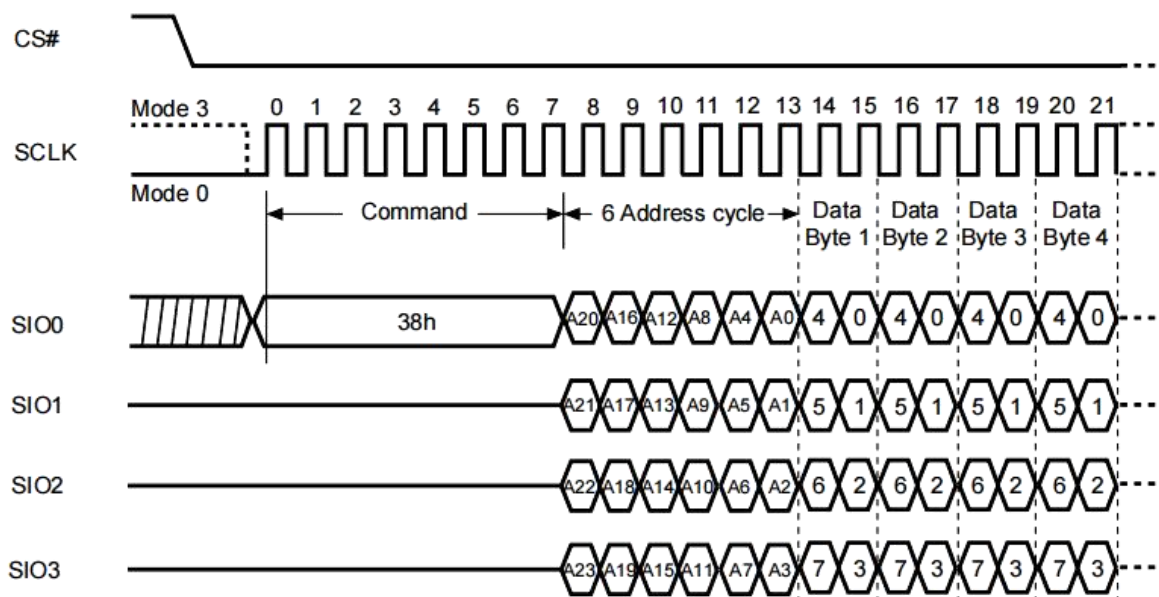 CS#
Mode 3 0 1 2 3 4 5 6 7 8 9 10 11 12 13 14 15 16 17 18 19 20 21
SCLK
Mode 0
Command 6 Address cycle Data Byte 1 Data Byte 2 Data Byte 3 Data Byte 4
SIO0 38h A20 A16 A12 A8 A4 A0 4 0 4 0 4 0 4 0
SIO1 A21 A17 A13 A9 A5 A1 5 1 5 1 5 1 5 1
SIO2 A22 A18 A14 A10 A6 A2 6 2 6 2 6 2 6 2
SIO3 A23 A19 A15 A11 A7 A3 7 3 7 3 7 3 7 3